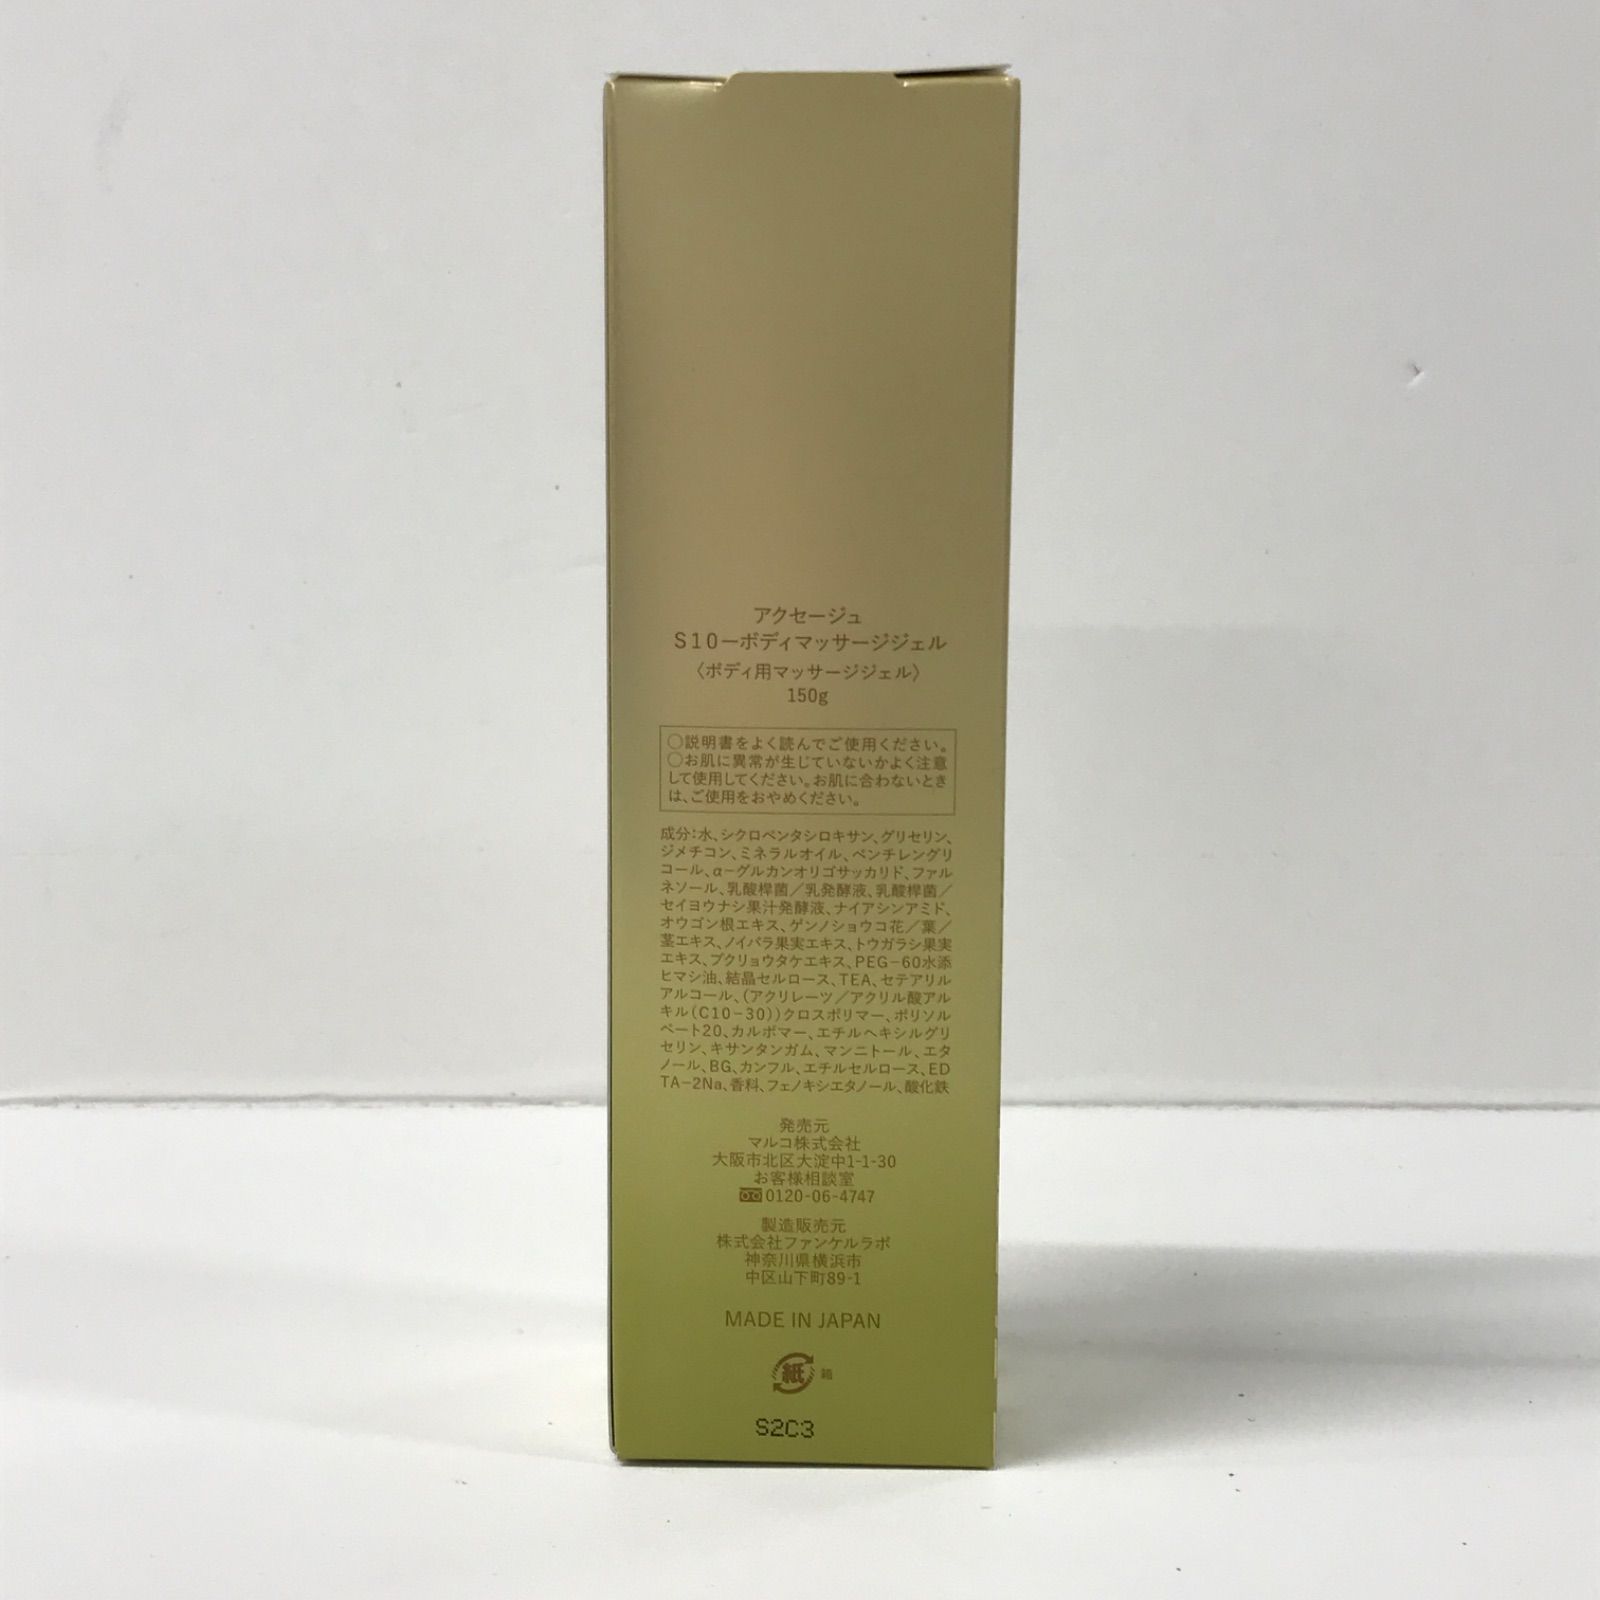 アクセージュ
S10ーボディマッサージジェル
〈ボディ用マッサージジェル〉
150g
○説明書をよく読んでご使用ください。
○お肌に異常が生じていないかよく注意
して使用してください。お肌に合わないとき
は、ご使用をおやめください。
成分：水、シクロペンタシロキサン、グリセリン、
ジメチコン、ミネラルオイル、ペンチレングリ
コール、α－グルカンオリゴサッカリド、ファル
ネソール、乳酸桿菌／乳発酵液、乳酸桿菌／
セイヨウナシ果汁発酵液、ナイアシンアミド、
オウゴン根エキス、ゲンノショウコ花／葉／
茎エキス、ノイバラ果実エキス、トウガラシ果実
エキス、ブクリョウタケエキス、PEG－60水添
ヒマシ油、結晶セルロース、TEA、セテアリル
アルコール、（アクリレーツ／アクリル酸アル
キル（C10－30））クロスポリマー、ポリソル
ベート20、カルボマー、エチルヘキシルグリ
セリン、キサンタンガム、マンニトール、エタ
ノール、BG、カンフル、エチルセルロース、ED
TA－2Na、香料、フェノキシエタノール、酸化鉄
発売元
マルコ株式会社
大阪市北区大淀中1-1-30
お客様相談室
0120-06-4747
製造販売元
株式会社ファンケルラボ
神奈川県横浜市
中区山下町89-1
MADE IN JAPAN
紙 箱
S2C3